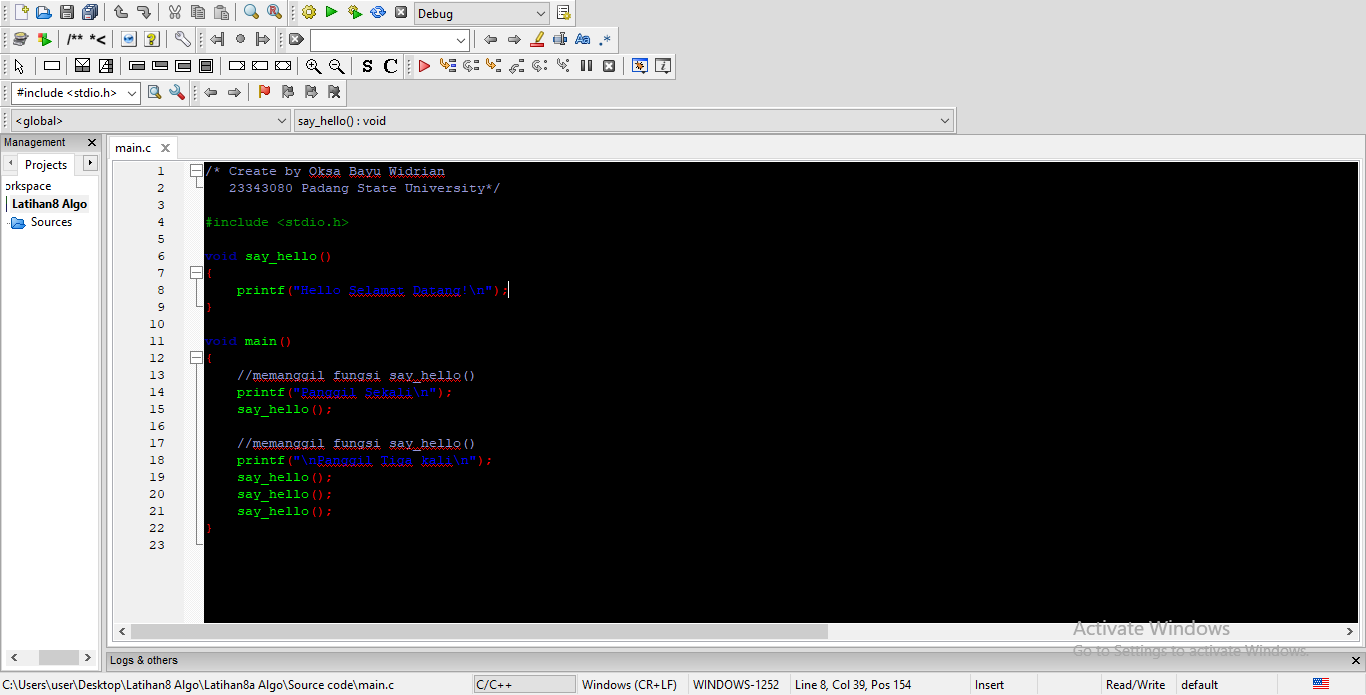 Debug
/** *<
S C
#include <stdio.h>
<global>
say_hello() : void
Management
main.c
Projects
orkspace
Latihan8 Algo
Sources
1 /* Create by Oksa Bayu Widrian
2 23343080 Padang State University*/
3
4 #include <stdio.h>
5
6 void say_hello()
7 {
8 printf("Hello Selamat Datang!\n");
9 }
10
11 void main()
12 {
13 //memanggil fungsi say_hello()
14 printf("Panggil Sekali\n");
15 say_hello();
16
17 //memanggil fungsi say_hello()
18 printf("\nPanggil Tiga kali\n");
19 say_hello();
20 say_hello();
21 say_hello();
22 }
23
Activate Windows
Go to Settings to activate Windows.
Logs & others
C:\Users\user\Desktop\Latihan8 Algo\Latihan8a Algo\Source code\main.c
C/C++
Windows (CR+LF)
WINDOWS-1252
Line 8, Col 39, Pos 154
Insert
Read/Write
default